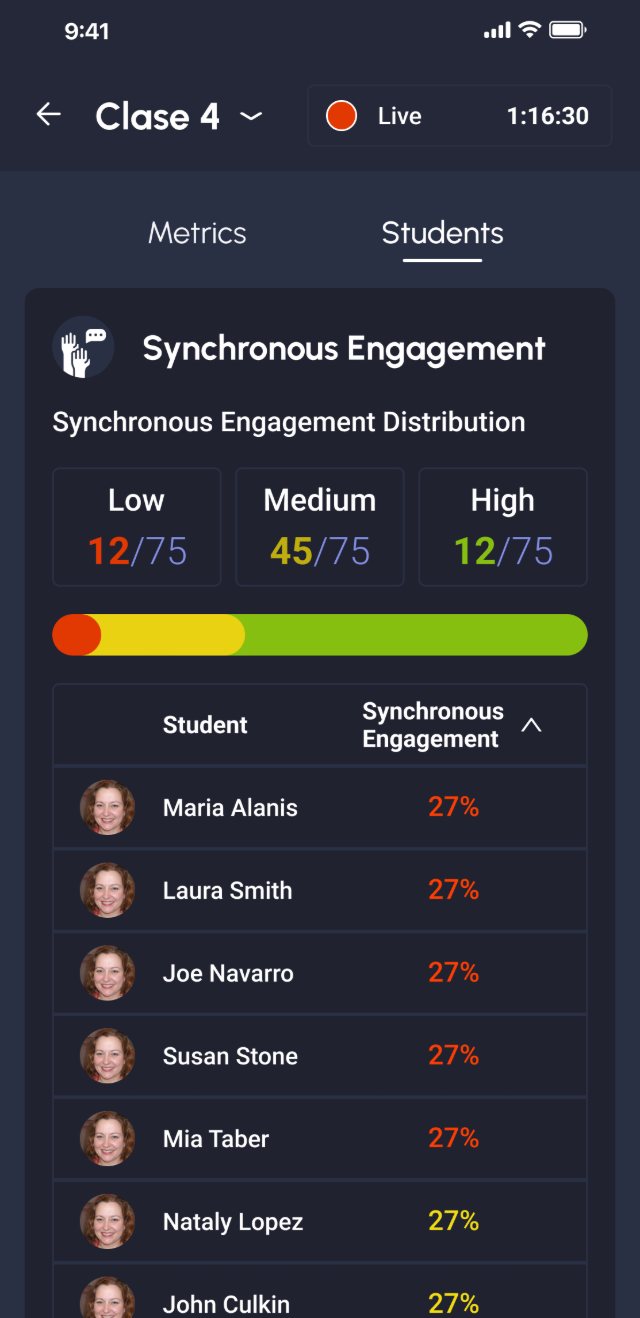 9:41
Clase 4
Live 1:16:30
Metrics Students
Synchronous Engagement
Synchronous Engagement Distribution
Low Medium High
12/75 45/75 12/75
Student Synchronous Engagement
Maria Alanis 27%
Laura Smith 27%
Joe Navarro 27%
Susan Stone 27%
Mia Taber 27%
Nataly Lopez 27%
John Culkin 27%